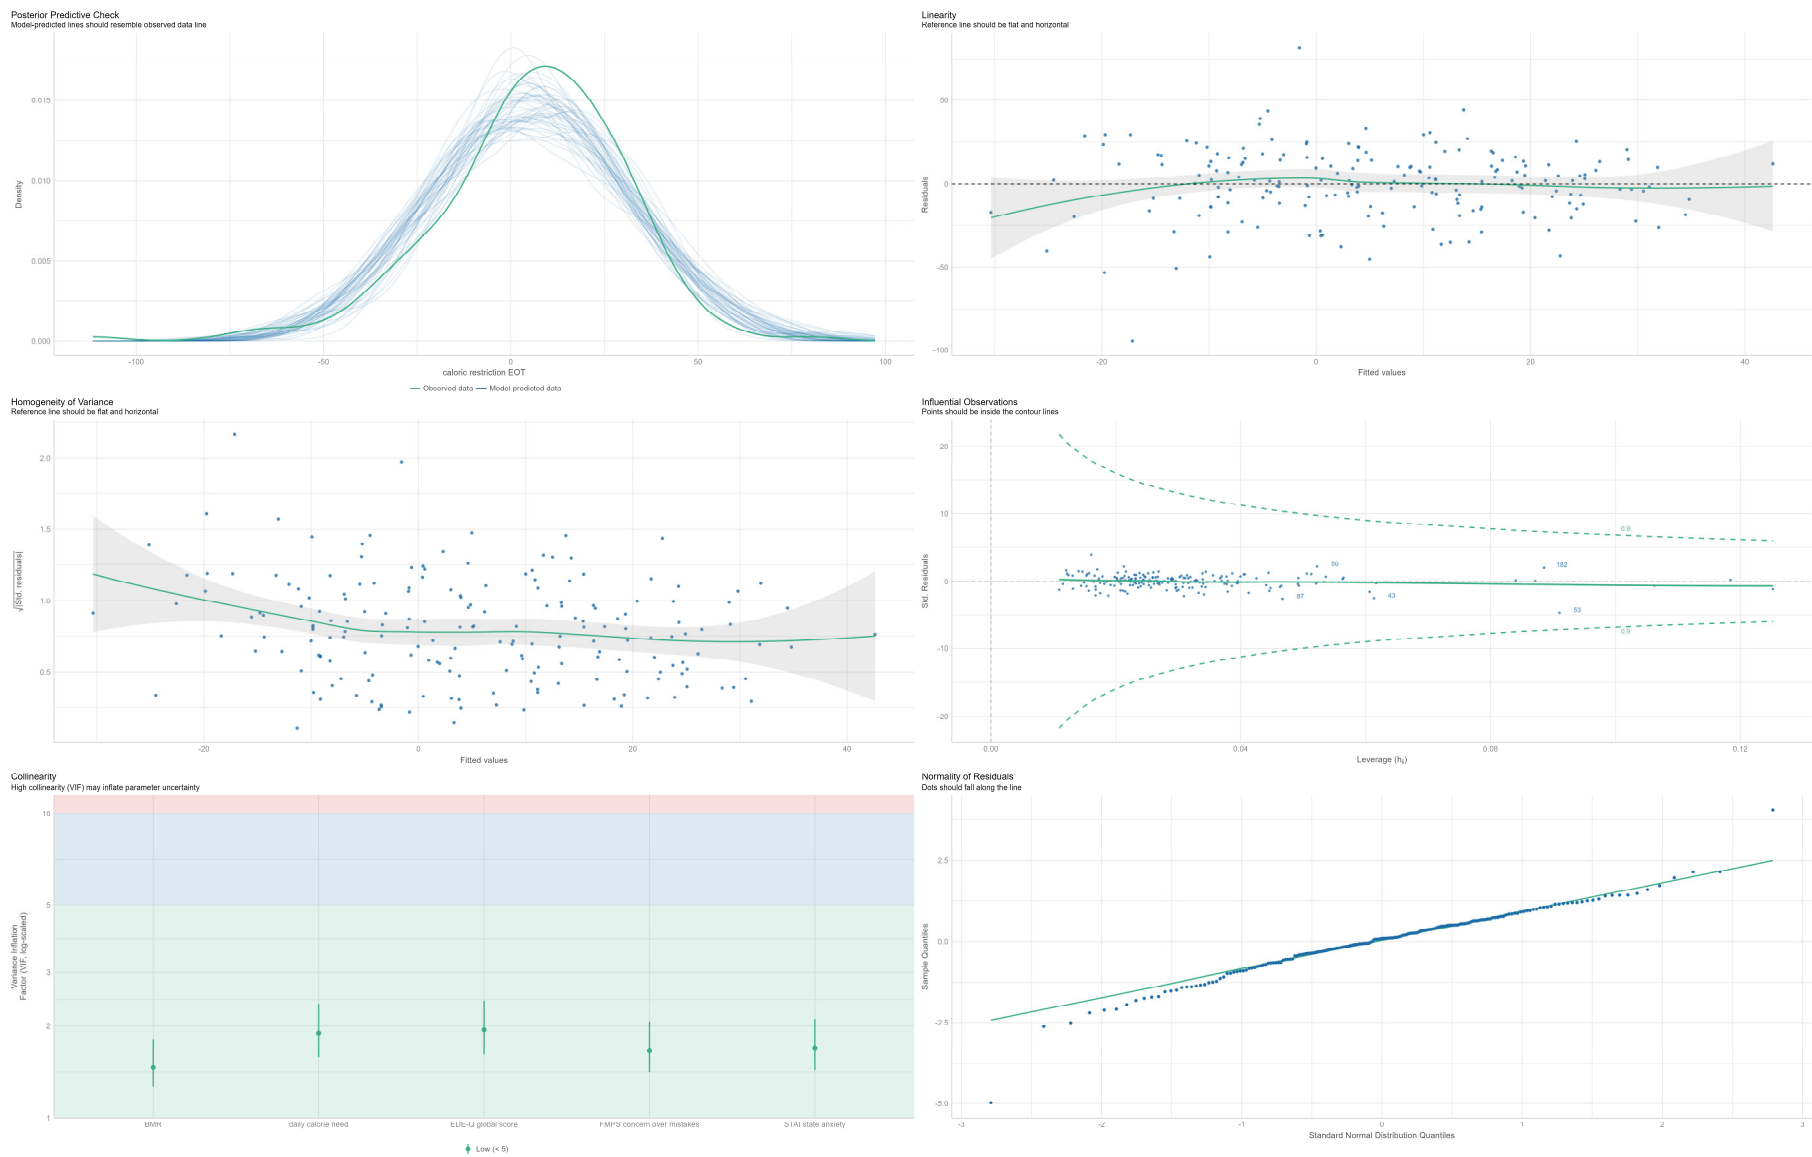 Posterior Predictive Check
Model-predicted lines should resemble observed data line
Density
0.015
0.010
0.005
0.000
-100
-50
0
50
100
caloric restriction EOT
Observed data
Model-predicted data
Linearity
Reference line should be flat and horizontal
Residuals
50
0
-50
-100
-20
0
20
40
Fitted values
Homogeneity of Variance
Reference line should be flat and horizontal
√|Std. residuals|
2.0
1.5
1.0
0.5
-20
0
20
40
Fitted values
Influential Observations
Points should be inside the contour lines
Std. Residuals
20
10
0
-10
-20
0.9
50
182
87
43
53
0.9
0.00
0.04
0.08
0.12
Leverage (hᵢᵢ)
Collinearity
High collinearity (VIF) may inflate parameter uncertainty
Variance Inflation
Factor (VIF, log-scaled)
10
5
3
2
1
BMR
daily calorie need
EDE-Q global score
FMPS concern over mistakes
STAI state anxiety
Low (< 5)
Normality of Residuals
Dots should fall along the line
Sample Quantiles
2.5
0.0
-2.5
-5.0
-3
-2
-1
0
1
2
3
Standard Normal Distribution Quantiles